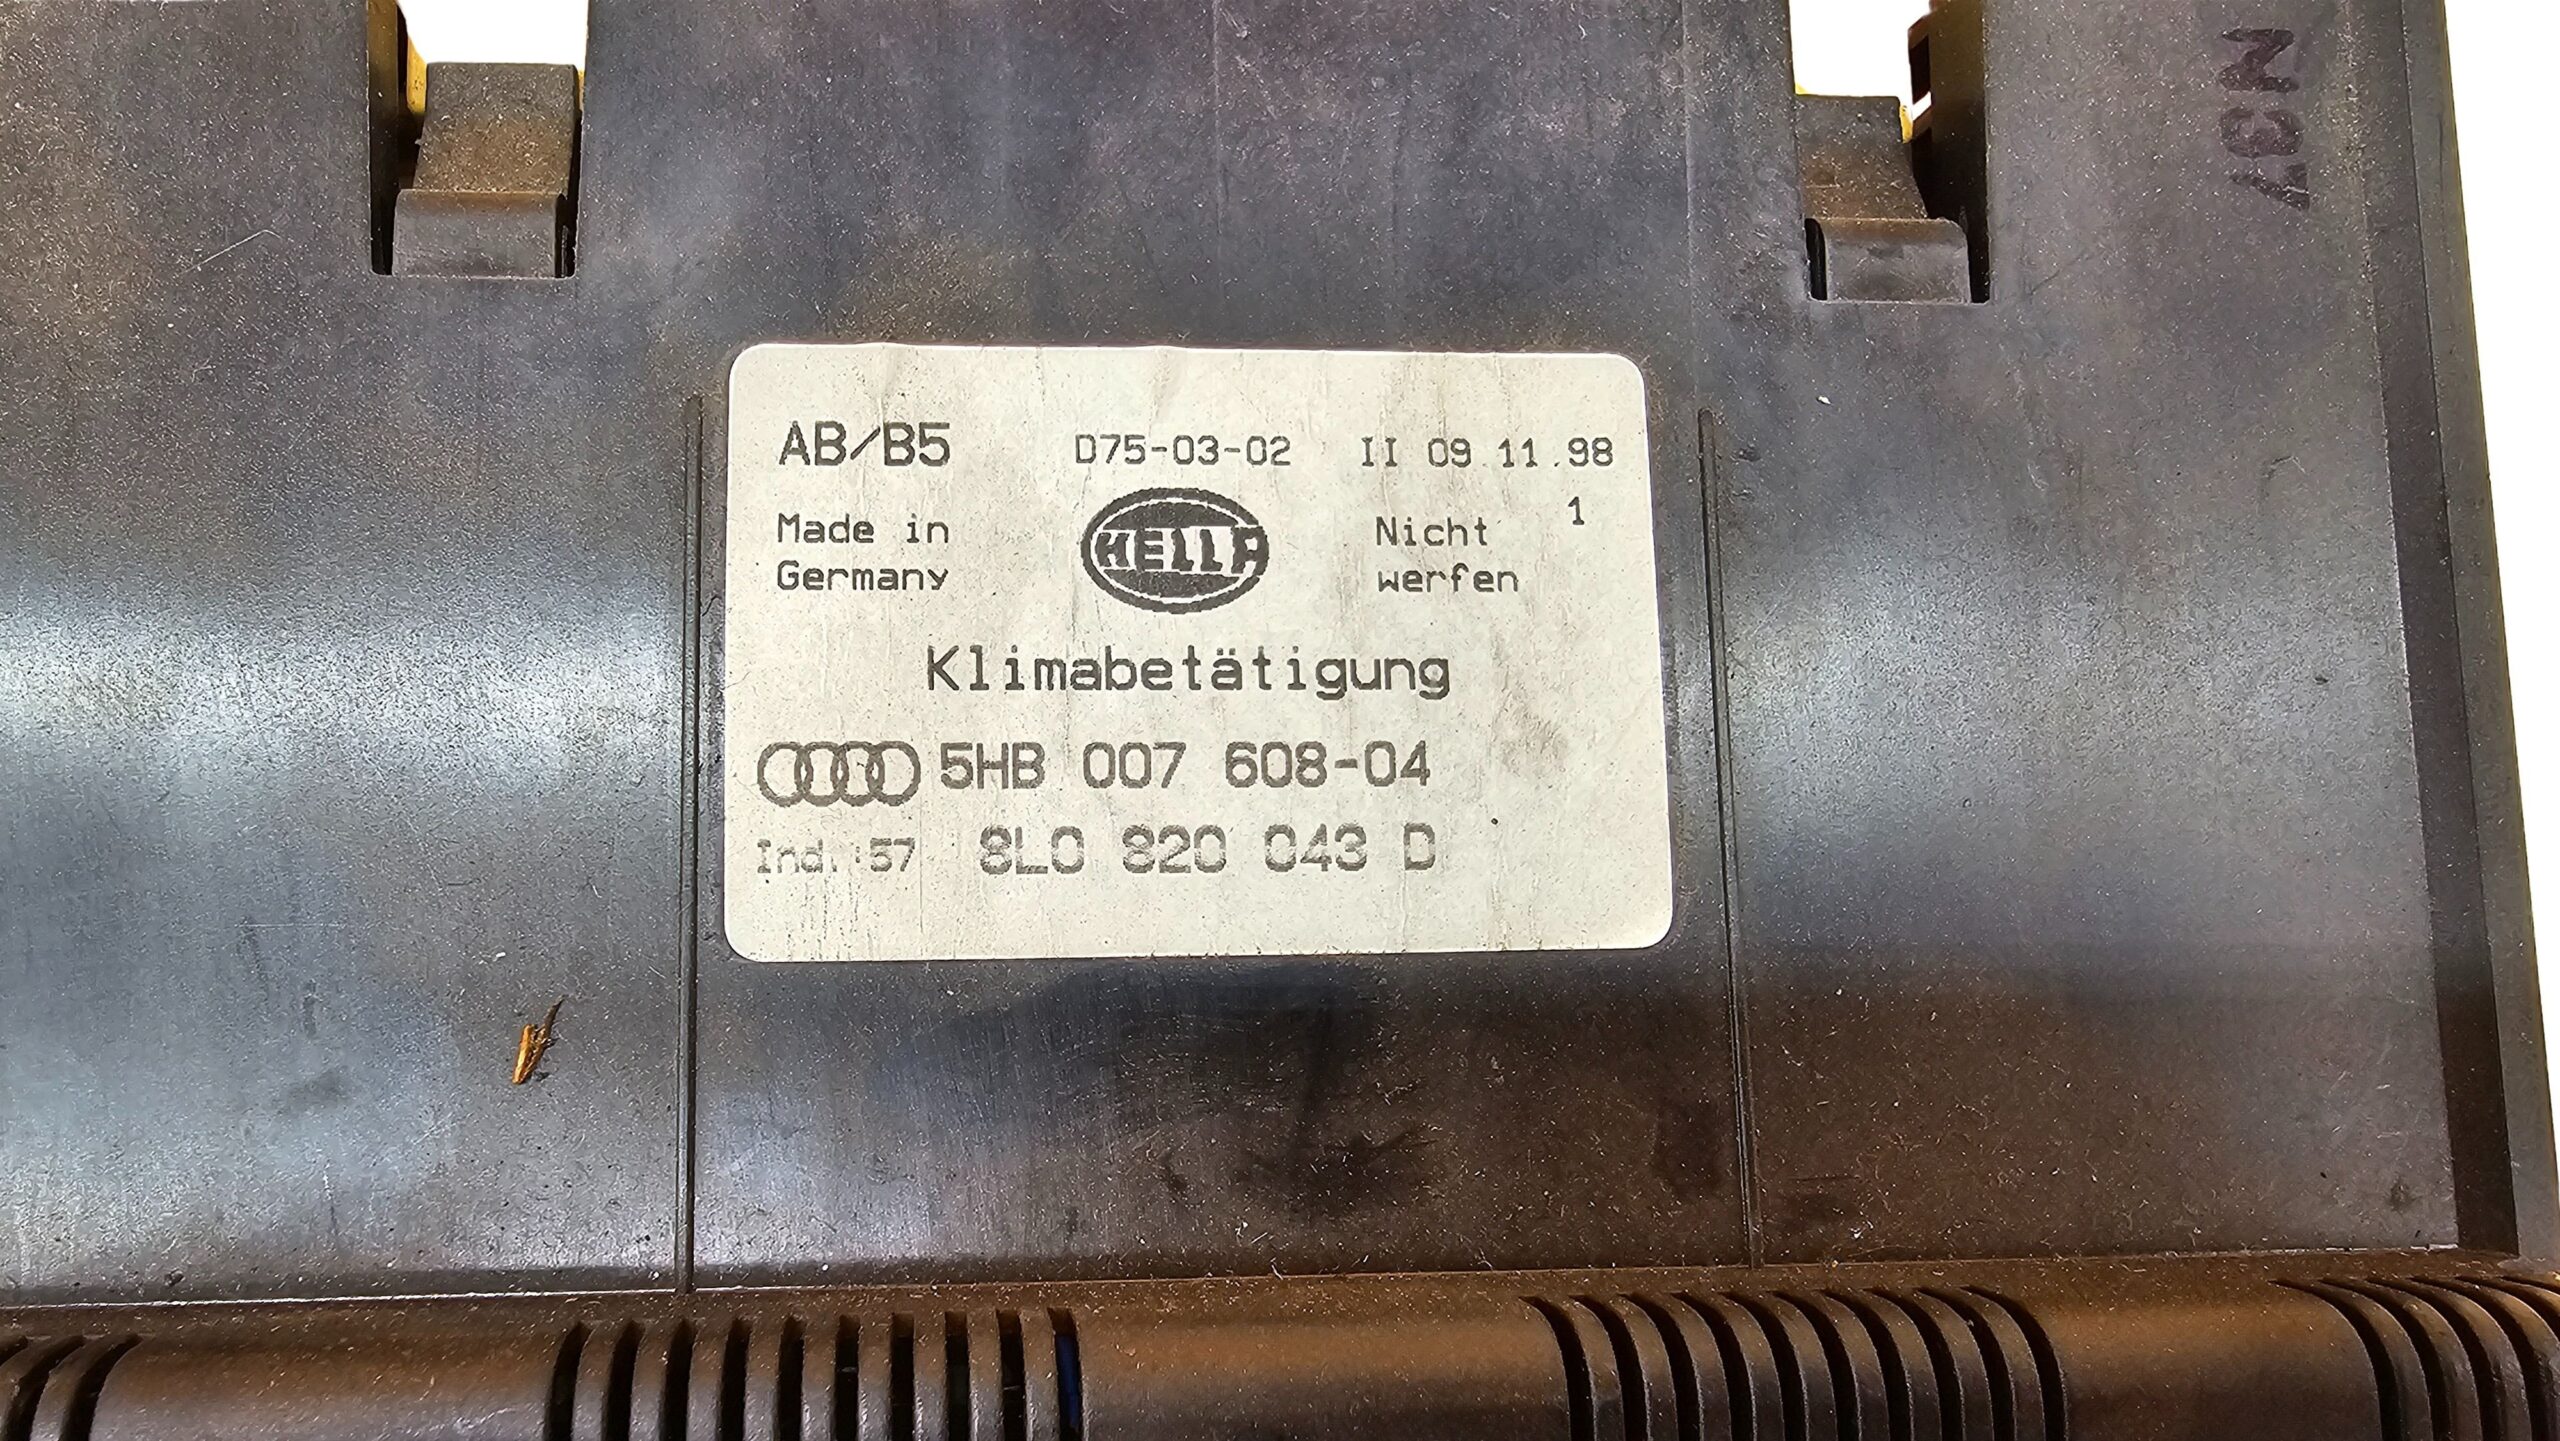 AB/B5 D75-03-02 II 09.11.98
1
Made in Germany
HELLA
Nicht werfen
Klimabetätigung
5HB 007 608-04
Ind.:57 8L0 820 043 D